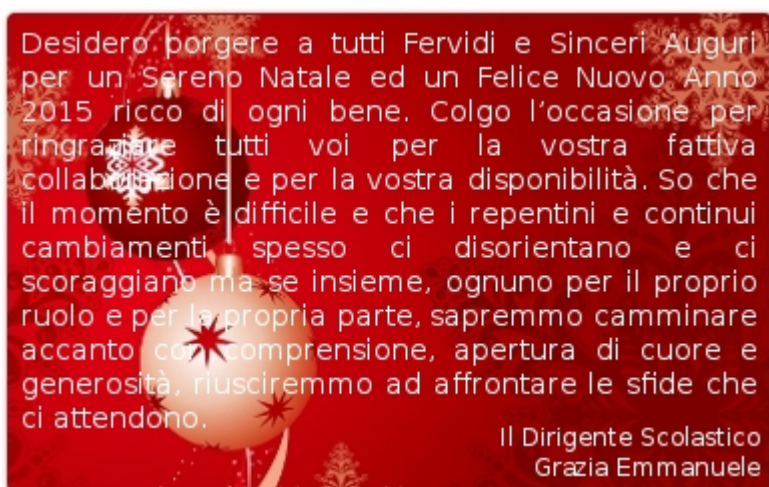 Desidero porgere a tutti Fervidi e Sinceri Auguri
per un Sereno Natale ed un Felice Nuovo Anno
2015 ricco di ogni bene. Colgo l'occasione per
ringraziare tutti voi per la vostra fattiva
collaborazione e per la vostra disponibilità. So che
il momento è difficile e che i repentini e continui
cambiamenti spesso ci disorientano e ci
scoraggiano ma se insieme, ognuno per il proprio
ruolo e per la propria parte, sapremmo camminare
accanto con comprensione, apertura di cuore e
generosità, riusciremmo ad affrontare le sfide che
ci attendono.
Il Dirigente Scolastico
Grazia Emmanuele